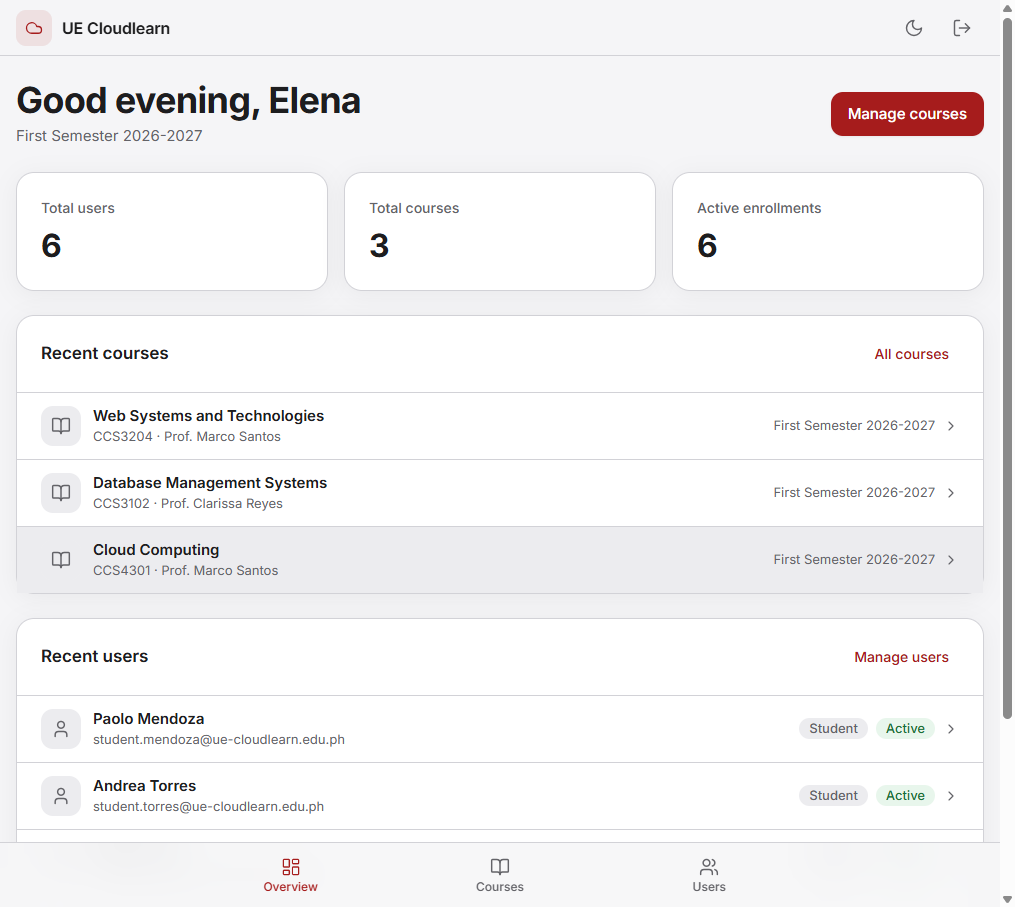 UE Cloudlearn
Good evening, Elena
First Semester 2026-2027
Manage courses
Total users
6
Total courses
3
Active enrollments
6
Recent courses
All courses
Web Systems and Technologies
CCS3204 · Prof. Marco Santos
First Semester 2026-2027
Database Management Systems
CCS3102 · Prof. Clarissa Reyes
First Semester 2026-2027
Cloud Computing
CCS4301 · Prof. Marco Santos
First Semester 2026-2027
Recent users
Manage users
Paolo Mendoza
student.mendoza@ue-cloudlearn.edu.ph
Student
Active
Andrea Torres
student.torres@ue-cloudlearn.edu.ph
Student
Active
Overview
Courses
Users